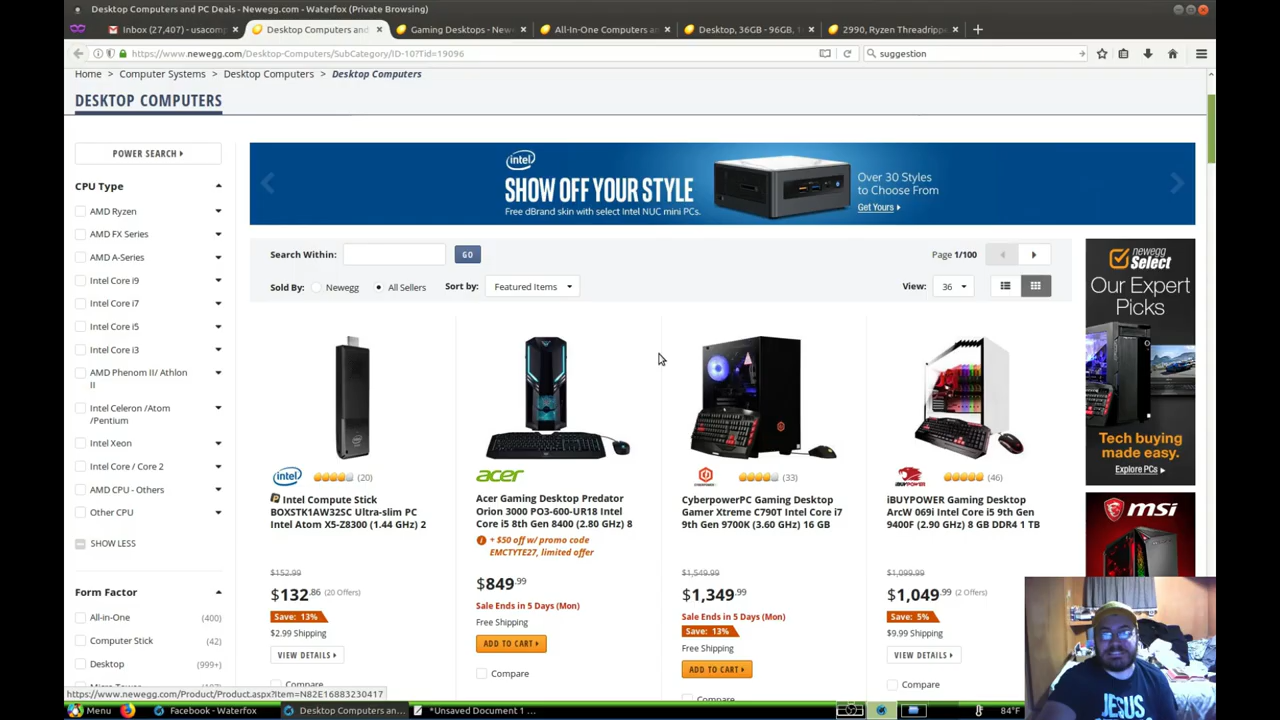 Desktop Computers and PC Deals - Newegg.com - Waterfox (Private Browsing)
Inbox (27,407) - usacomp
Desktop Computers and
Gaming Desktops - Newe
All-In-One Computers a
Desktop, 36GB - 96GB,
2990, Ryzen Threadripp
https://www.newegg.com/Desktop-Computers/SubCategory/ID-10?Tid=19096
suggestion
Home > Computer Systems > Desktop Computers > Desktop Computers
DESKTOP COMPUTERS
POWER SEARCH
CPU Type
AMD Ryzen
AMD FX Series
AMD A-Series
Intel Core i9
Intel Core i7
Intel Core i5
Intel Core i3
AMD Phenom II/ Athlon
II
Intel Celeron /Atom
/Pentium
Intel Xeon
Intel Core / Core 2
AMD CPU - Others
Other CPU
SHOW LESS
Form Factor
All-in-One (400)
Computer Stick (42)
Desktop (999+)
intel
SHOW OFF YOUR STYLE
Free dBrand skin with select Intel NUC mini PCs.
Over 30 Styles
to Choose From
Get Yours
Search Within:
GO
Page 1/100
Sold By: Newegg All Sellers Sort by: Featured Items
View: 36
intel
(20)
Intel Compute Stick
BOXSTK1AW32SC Ultra-slim PC
Intel Atom X5-Z8300 (1.44 GHz) 2
$152.99
$132.86 (20 Offers)
Save: 13%
$2.99 Shipping
VIEW DETAILS
Compare
acer
Acer Gaming Desktop Predator
Orion 3000 PO3-600-UR18 Intel
Core i5 8th Gen 8400 (2.80 GHz) 8
+ $50 off w/ promo code
EMCTYTE27, limited offer
$849.99
Sale Ends in 5 Days (Mon)
Free Shipping
ADD TO CART
Compare
CYBERPOWER
(33)
CyberpowerPC Gaming Desktop
Gamer Xtreme C790T Intel Core i7
9th Gen 9700K (3.60 GHz) 16 GB
$1,549.99
$1,349.99
Sale Ends in 5 Days (Mon)
Save: 13%
Free Shipping
ADD TO CART
Compare
iBUYPOWER
(46)
iBUYPOWER Gaming Desktop
ArcW 069i Intel Core i5 9th Gen
9400F (2.90 GHz) 8 GB DDR4 1 TB
$1,099.99
$1,049.99 (2 Offers)
Save: 5%
$9.99 Shipping
VIEW DETAILS
Compare
newegg
Select
Our Expert
Picks
Tech buying
made easy.
Explore PCs
msi
JESUS
https://www.newegg.com/Product/Product.aspx?Item=N82E16883230417
Menu
Facebook - Waterfox
Desktop Computers an...
*Unsaved Document 1 ...
84°F